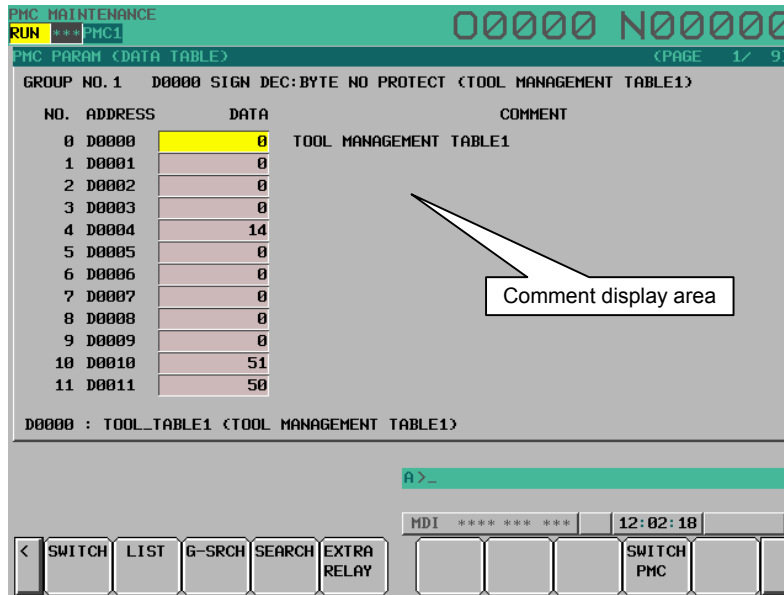 PMC MAINTENANCE
RUN *** PMC1 O0000 N00000
PMC PARAM (DATA TABLE) (PAGE 1/ 9)
GROUP NO.1 D0000 SIGN DEC:BYTE NO PROTECT (TOOL MANAGEMENT TABLE1)
NO. ADDRESS DATA COMMENT
0 D0000 0 TOOL MANAGEMENT TABLE1
1 D0001 0
2 D0002 0
3 D0003 0
4 D0004 14
5 D0005 0
6 D0006 0
7 D0007 0
Comment display area
8 D0008 0
9 D0009 0
10 D0010 51
11 D0011 50
D0000 : TOOL_TABLE1 (TOOL MANAGEMENT TABLE1)
A>_
MDI **** *** *** 12:02:18
< SWITCH LIST G-SRCH SEARCH EXTRA RELAY SWITCH PMC